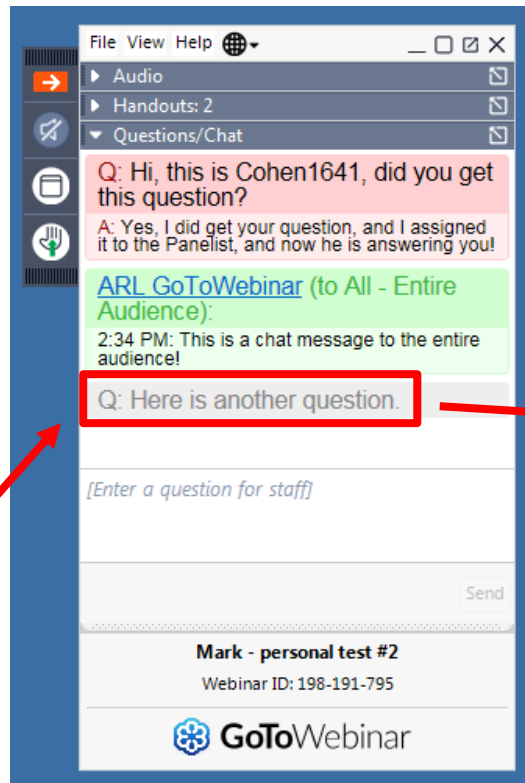 File View Help
Audio
Handouts: 2
Questions/Chat
Q: Hi, this is Cohen1641, did you get
this question?
A: Yes, I did get your question, and I assigned
it to the Panelist, and now he is answering you!
ARL GoToWebinar (to All - Entire
Audience):
2:34 PM: This is a chat message to the entire
audience!
Q: Here is another question.
[Enter a question for staff]
Send
Mark - personal test #2
Webinar ID: 198-191-795
GoToWebinar